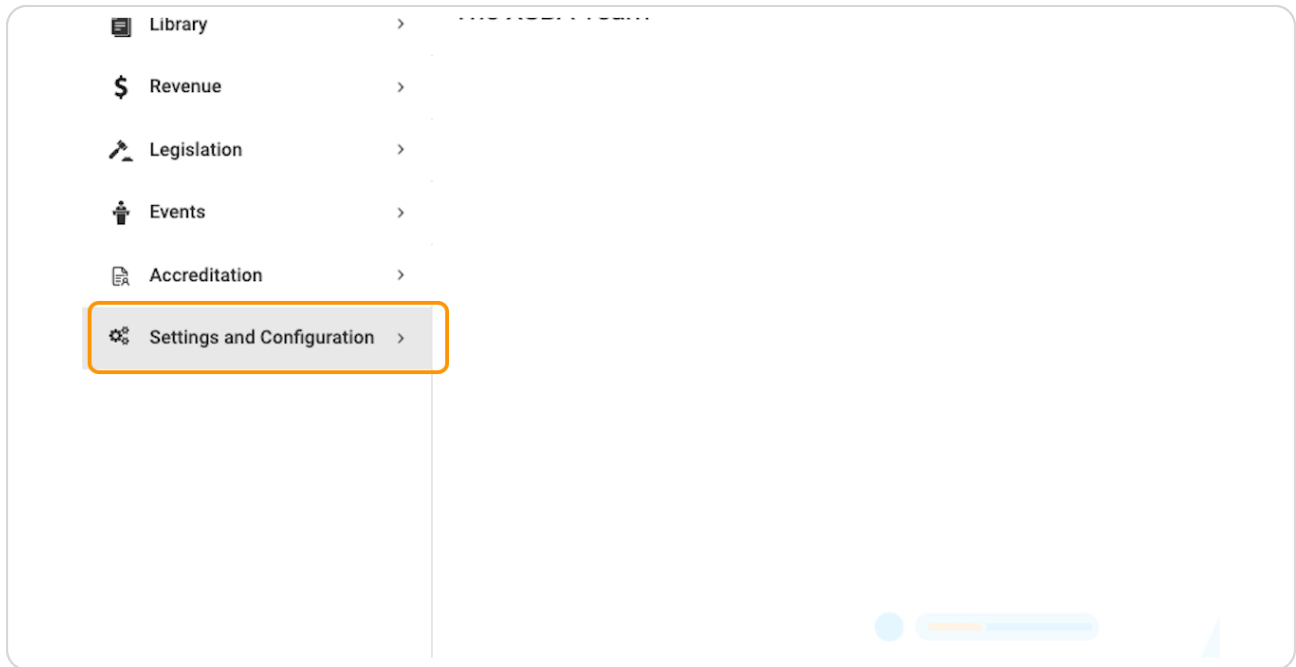 Library
Revenue
Legislation
Events
Accreditation
Settings and Configuration